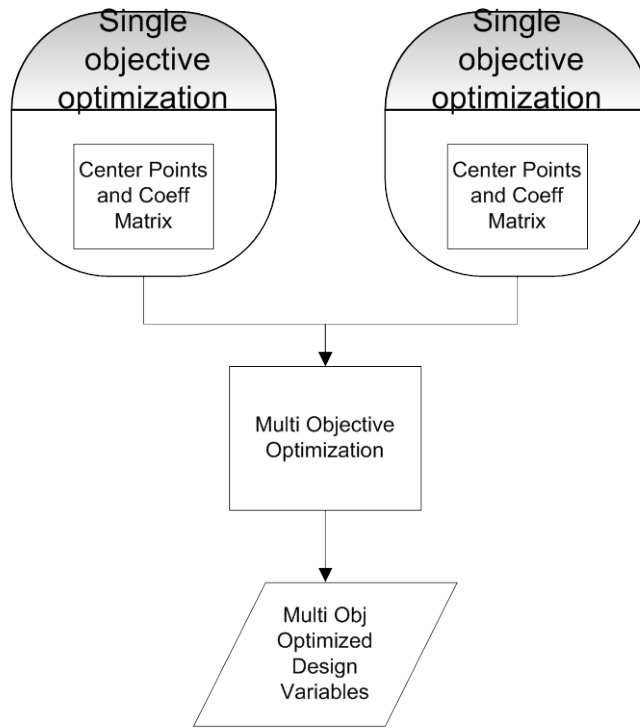 Single
objective
optimization
Center Points
and Coeff
Matrix
Single
objective
optimization
Center Points
and Coeff
Matrix
Multi Objective
Optimization
Multi Obj
Optimized
Design
Variables